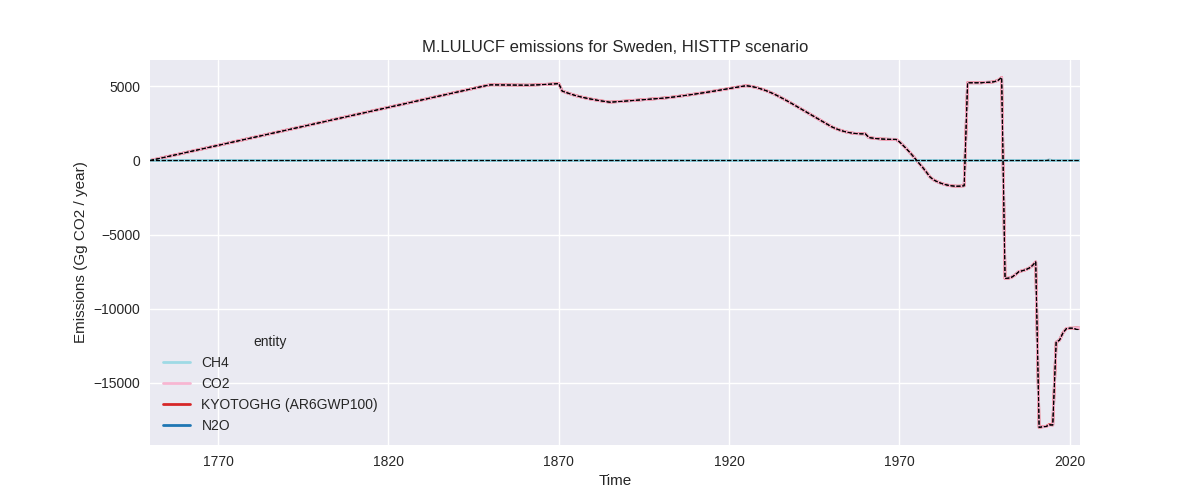 M.LULUCF emissions for Sweden, HISTTP scenario
Emissions (Gg CO2 / year)
5000
0
−5000
−10000
−15000
entity
CH4
CO2
KYOTOGHG (AR6GWP100)
N2O
1770
1820
1870
1920
1970
2020
Time